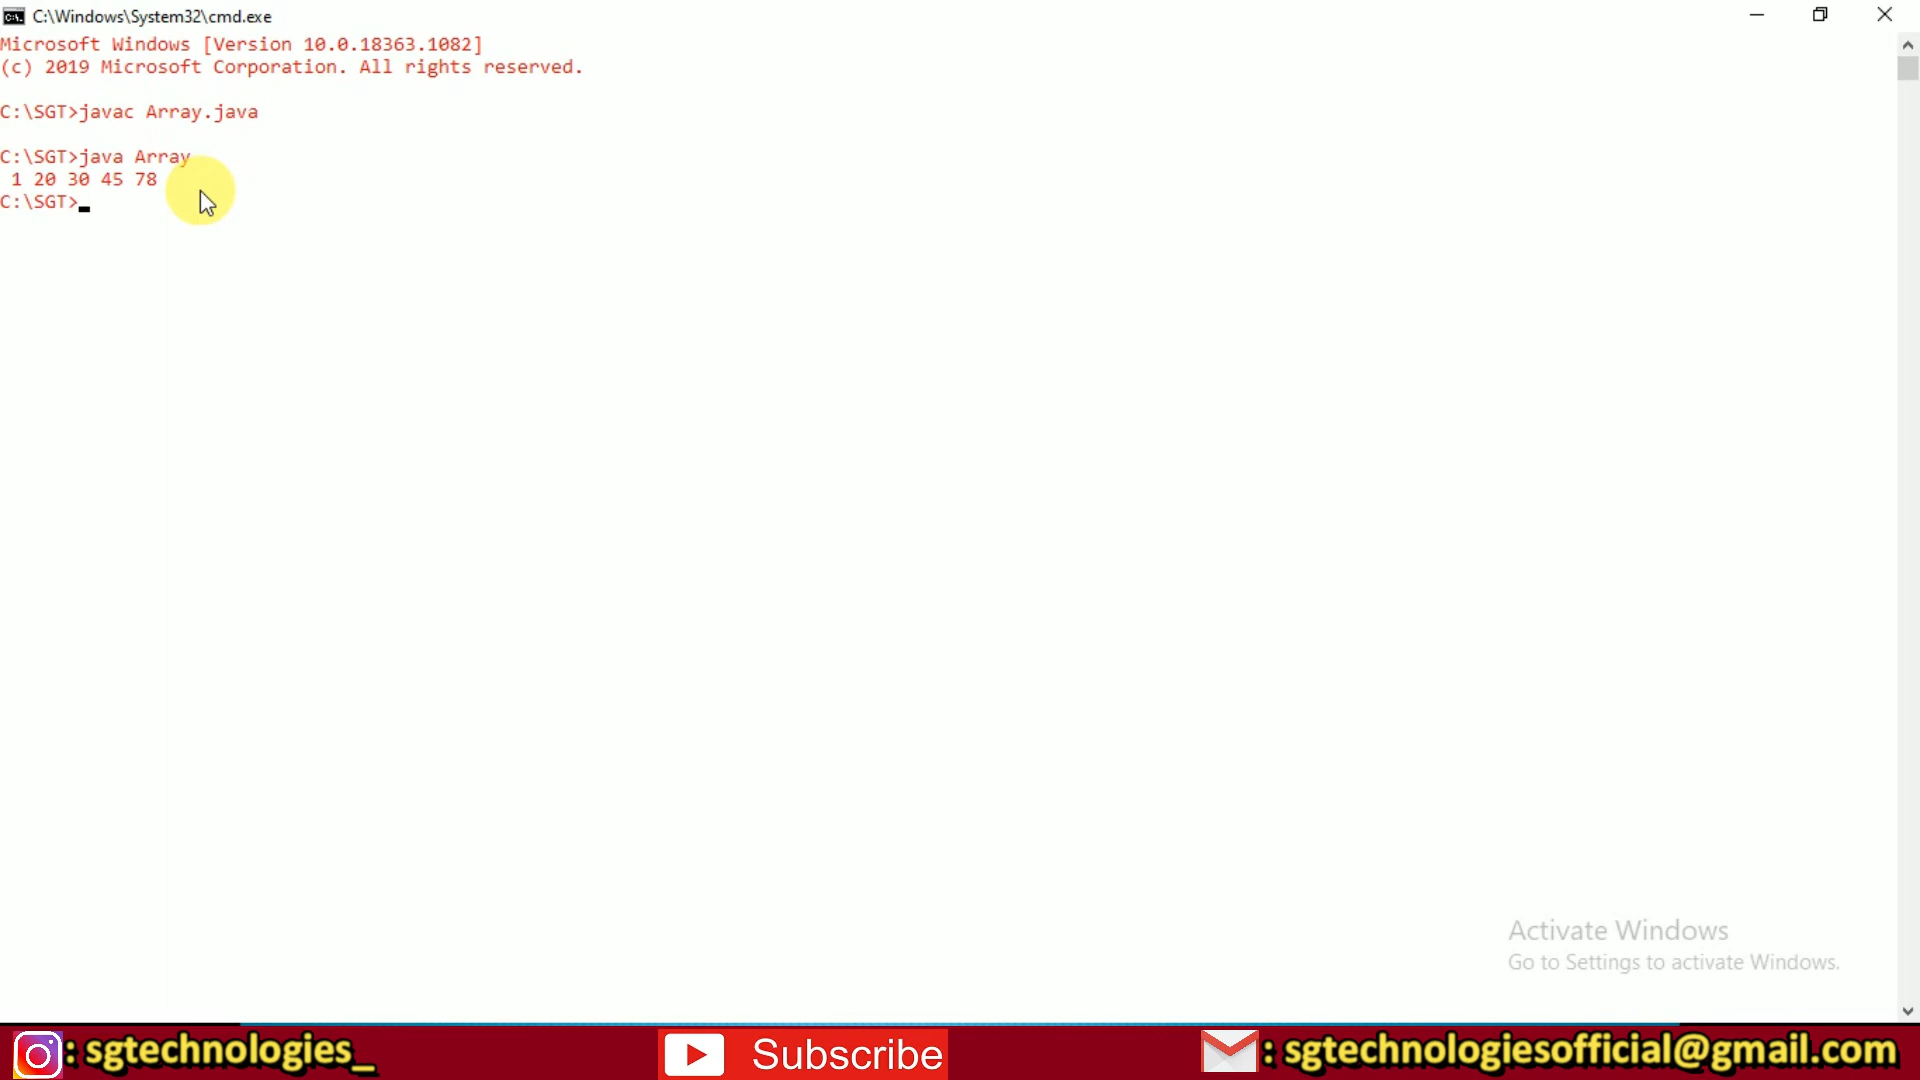 C:\Windows\System32\cmd.exe
Microsoft Windows [Version 10.0.18363.1082]
(c) 2019 Microsoft Corporation. All rights reserved.
C:\SGT>javac Array.java
C:\SGT>java Array
1 20 30 45 78
C:\SGT>
Activate Windows
Go to Settings to activate Windows.
: sgtechnologies_
Subscribe
: sgtechnologiesofficial@gmail.com